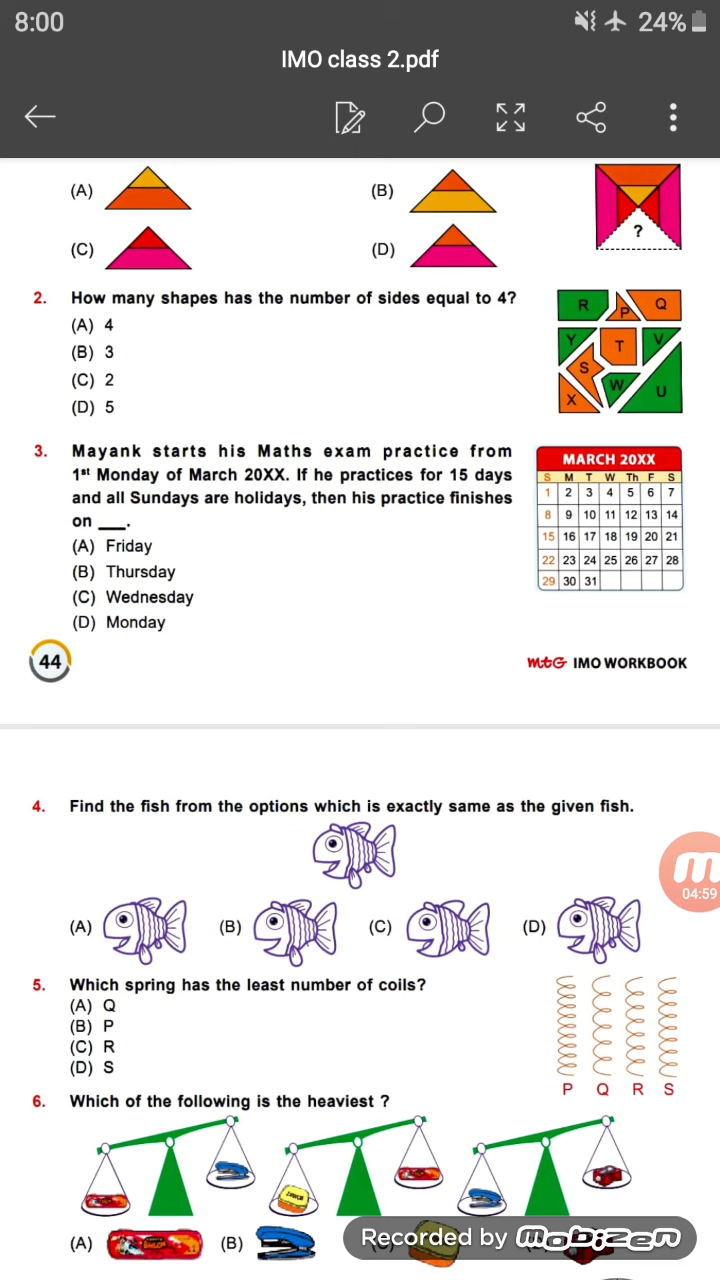 8:00
24%
IMO class 2.pdf
(A)
(B)
?
(C)
(D)
2. How many shapes has the number of sides equal to 4?
(A) 4
(B) 3
(C) 2
(D) 5
R P Q
Y T V
S W U
X
3. Mayank starts his Maths exam practice from
1st Monday of March 20XX. If he practices for 15 days
and all Sundays are holidays, then his practice finishes
on ___.
(A) Friday
(B) Thursday
(C) Wednesday
(D) Monday
MARCH 20XX
S M T W Th F S
1 2 3 4 5 6 7
8 9 10 11 12 13 14
15 16 17 18 19 20 21
22 23 24 25 26 27 28
29 30 31
44
mtG IMO WORKBOOK
4. Find the fish from the options which is exactly same as the given fish.
m
04:59
(A)
(B)
(C)
(D)
5. Which spring has the least number of coils?
(A) Q
(B) P
(C) R
(D) S
P Q R S
6. Which of the following is the heaviest ?
(A)
(B)
Recorded by Mobizen